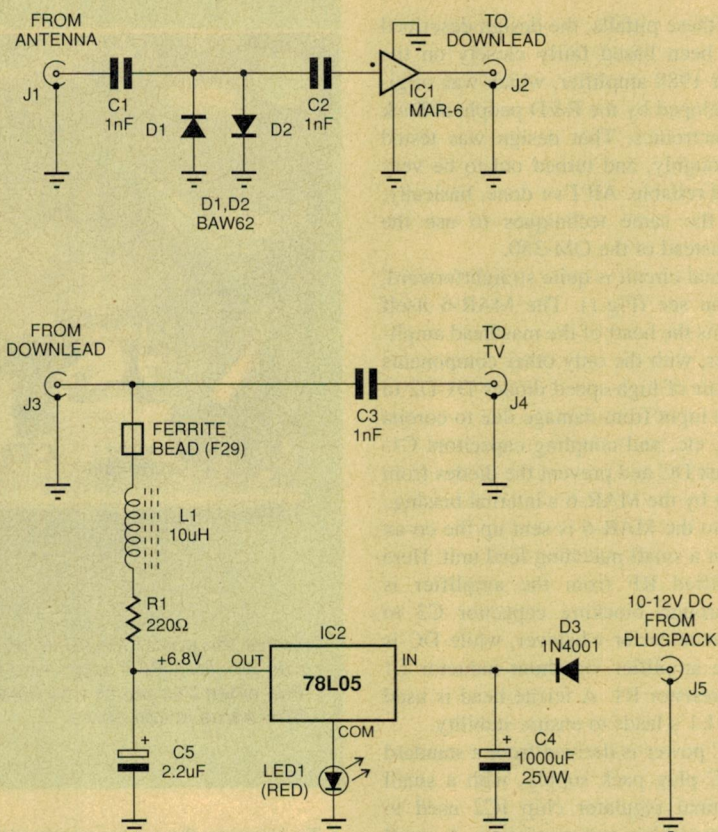 FROM
ANTENNA
TO
DOWNLEAD
J1
C1
1nF
D1
D2
C2
1nF
IC1
MAR-6
J2
D1,D2
BAW62
FROM
DOWNLEAD
TO
TV
J3
C3
1nF
J4
FERRITE
BEAD (F29)
L1
10uH
R1
220Ω
+6.8V
OUT
IC2
78L05
IN
COM
D3
1N4001
10-12V DC
FROM
PLUGPACK
J5
+
C5
2.2uF
LED1
(RED)
+
C4
1000uF
25VW